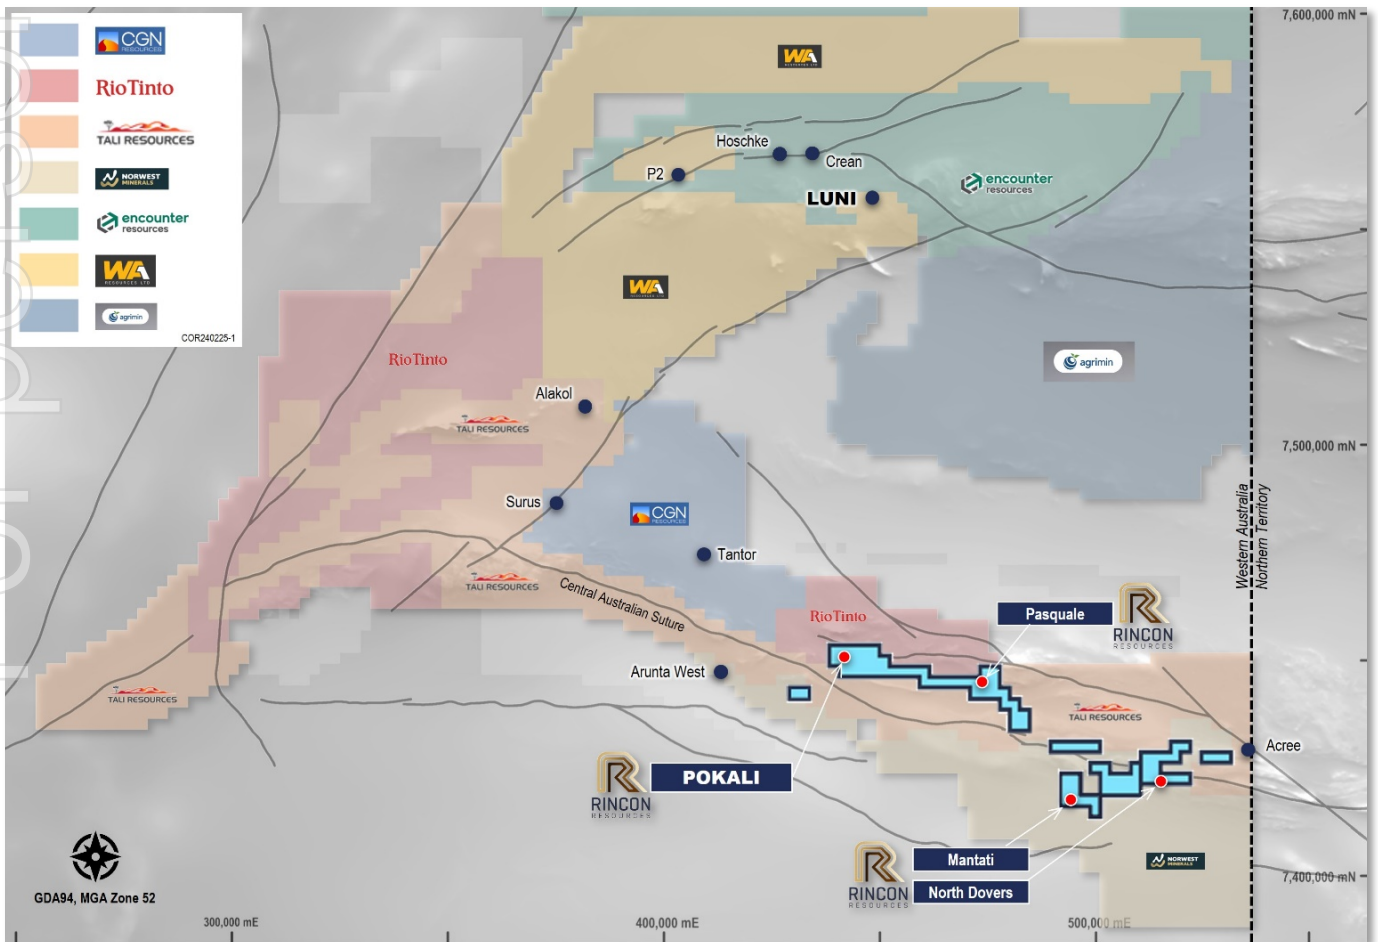 CGN
RESOURCES
RioTinto
TALI RESOURCES
NORWEST
MINERALS
encounter
resources
WA
RESOURCES LTD
agrimin
COR240225-1
7,600,000 mN
WA
Hoschke
Crean
P2
LUNI
encounter
resources
WA
RioTinto
agrimin
Alakol
TALI RESOURCES
7,500,000 mN
Surus
CGN
RESOURCES
Tantor
Western Australia
Northern Territory
TALI RESOURCES
Central Australian Suture
RioTinto
Pasquale
RINCON
RESOURCES
Arunta West
TALI RESOURCES
TALI RESOURCES
Acree
POKALI
RINCON
RESOURCES
Mantati
North Dovers
RINCON
RESOURCES
NORWEST
MINERALS
7,400,000 mN
GDA94, MGA Zone 52
300,000 mE
400,000 mE
500,000 mE